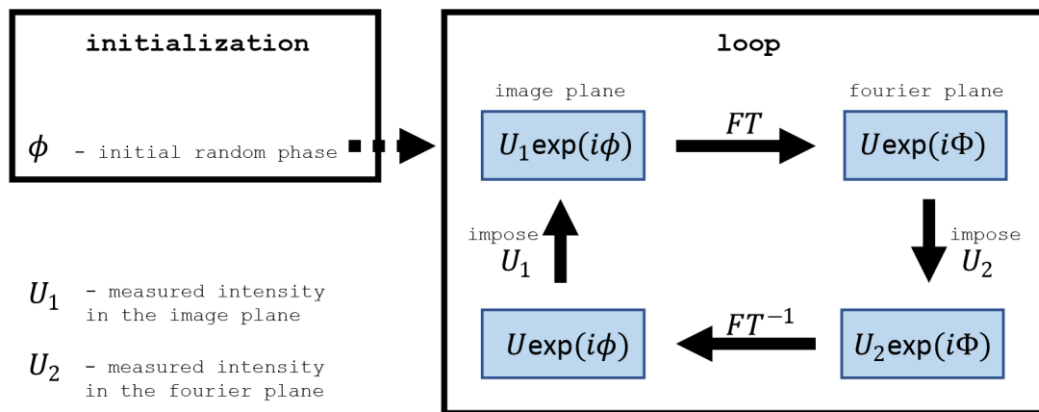 initialization
ϕ - initial random phase
U₁ - measured intensity
in the image plane
U₂ - measured intensity
in the fourier plane
loop
image plane
fourier plane
U₁exp(iϕ)
FT
Uexp(iΦ)
impose
U₁
impose
U₂
Uexp(iϕ)
FT⁻¹
U₂exp(iΦ)